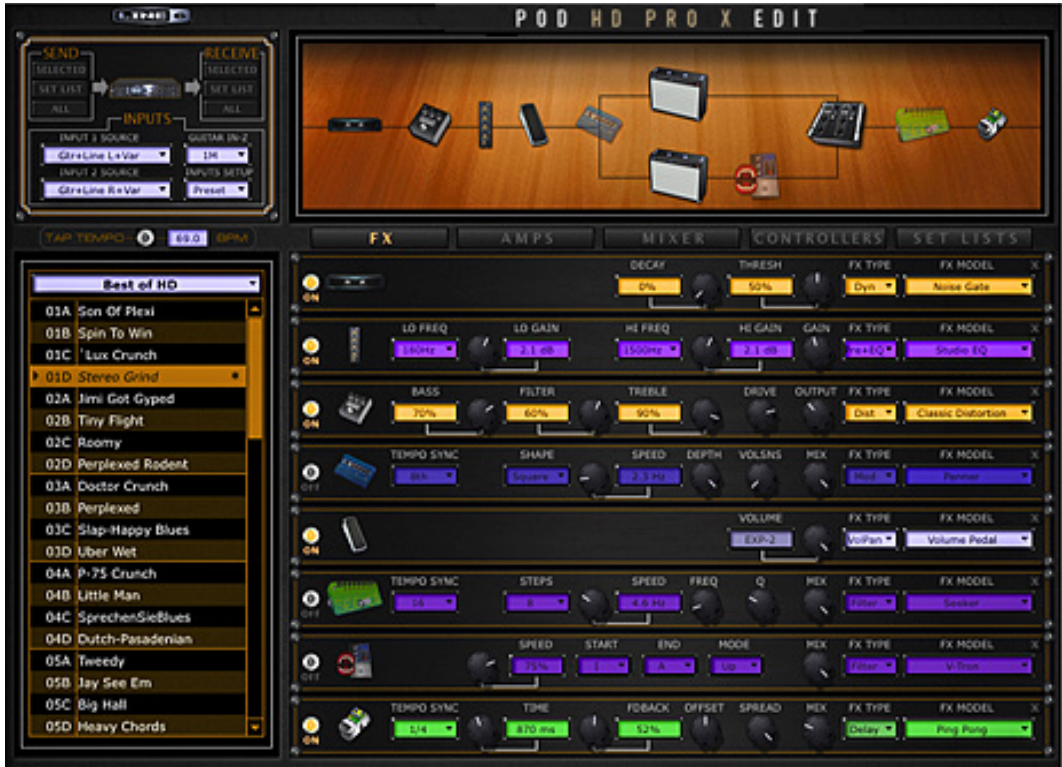 LINE 6
POD HD PRO X EDIT
SEND RECEIVE
SELECTED SELECTED
SET LIST SET LIST
ALL ALL
INPUTS
INPUT 1 SOURCE GUITAR IN-Z
Gtr+Line L+Var 1M
INPUT 2 SOURCE INPUTS SETUP
Gtr+Line R+Var Preset
TAP TEMPO 69.0 BPM
FX AMPS MIXER CONTROLLERS SET LISTS
Best of HD
01A Son Of Plexi
01B Spin To Win
01C 'Lux Crunch
01D Stereo Grind *
02A Jimi Got Gyped
02B Tiny Flight
02C Roomy
02D Perplexed Rodent
03A Doctor Crunch
03B Perplexed
03C Slap-Happy Blues
03D Uber Wet
04A P-75 Crunch
04B Little Man
04C SprechenSieBlues
04D Dutch-Pasadenian
05A Tweedy
05B Jay See Em
05C Big Hall
05D Heavy Chords
DECAY THRESH FX TYPE FX MODEL X
ON 0% 50% Dyn Noise Gate
LO FREQ LO GAIN HI FREQ HI GAIN GAIN FX TYPE FX MODEL X
ON 160Hz 2.1 dB 1500Hz 2.1 dB re+EQ Studio EQ
BASS FILTER TREBLE DRIVE OUTPUT FX TYPE FX MODEL X
ON 70% 60% 90% Dist Classic Distortion
TEMPO SYNC SHAPE SPEED DEPTH VOLSNS MIX FX TYPE FX MODEL X
OFF 8th Square 2.3 Hz Mod Panner
VOLUME FX TYPE FX MODEL X
ON EXP-2 VolPan Volume Pedal
TEMPO SYNC STEPS SPEED FREQ Q MIX FX TYPE FX MODEL X
OFF 16 8 4.6 Hz Filter Seeker
SPEED START END MODE MIX FX TYPE FX MODEL X
OFF 75% I A Up Filter V-Tron
TEMPO SYNC TIME FDBACK OFFSET SPREAD MIX FX TYPE FX MODEL X
ON 1/4 870 ms 52% Delay Ping Pong